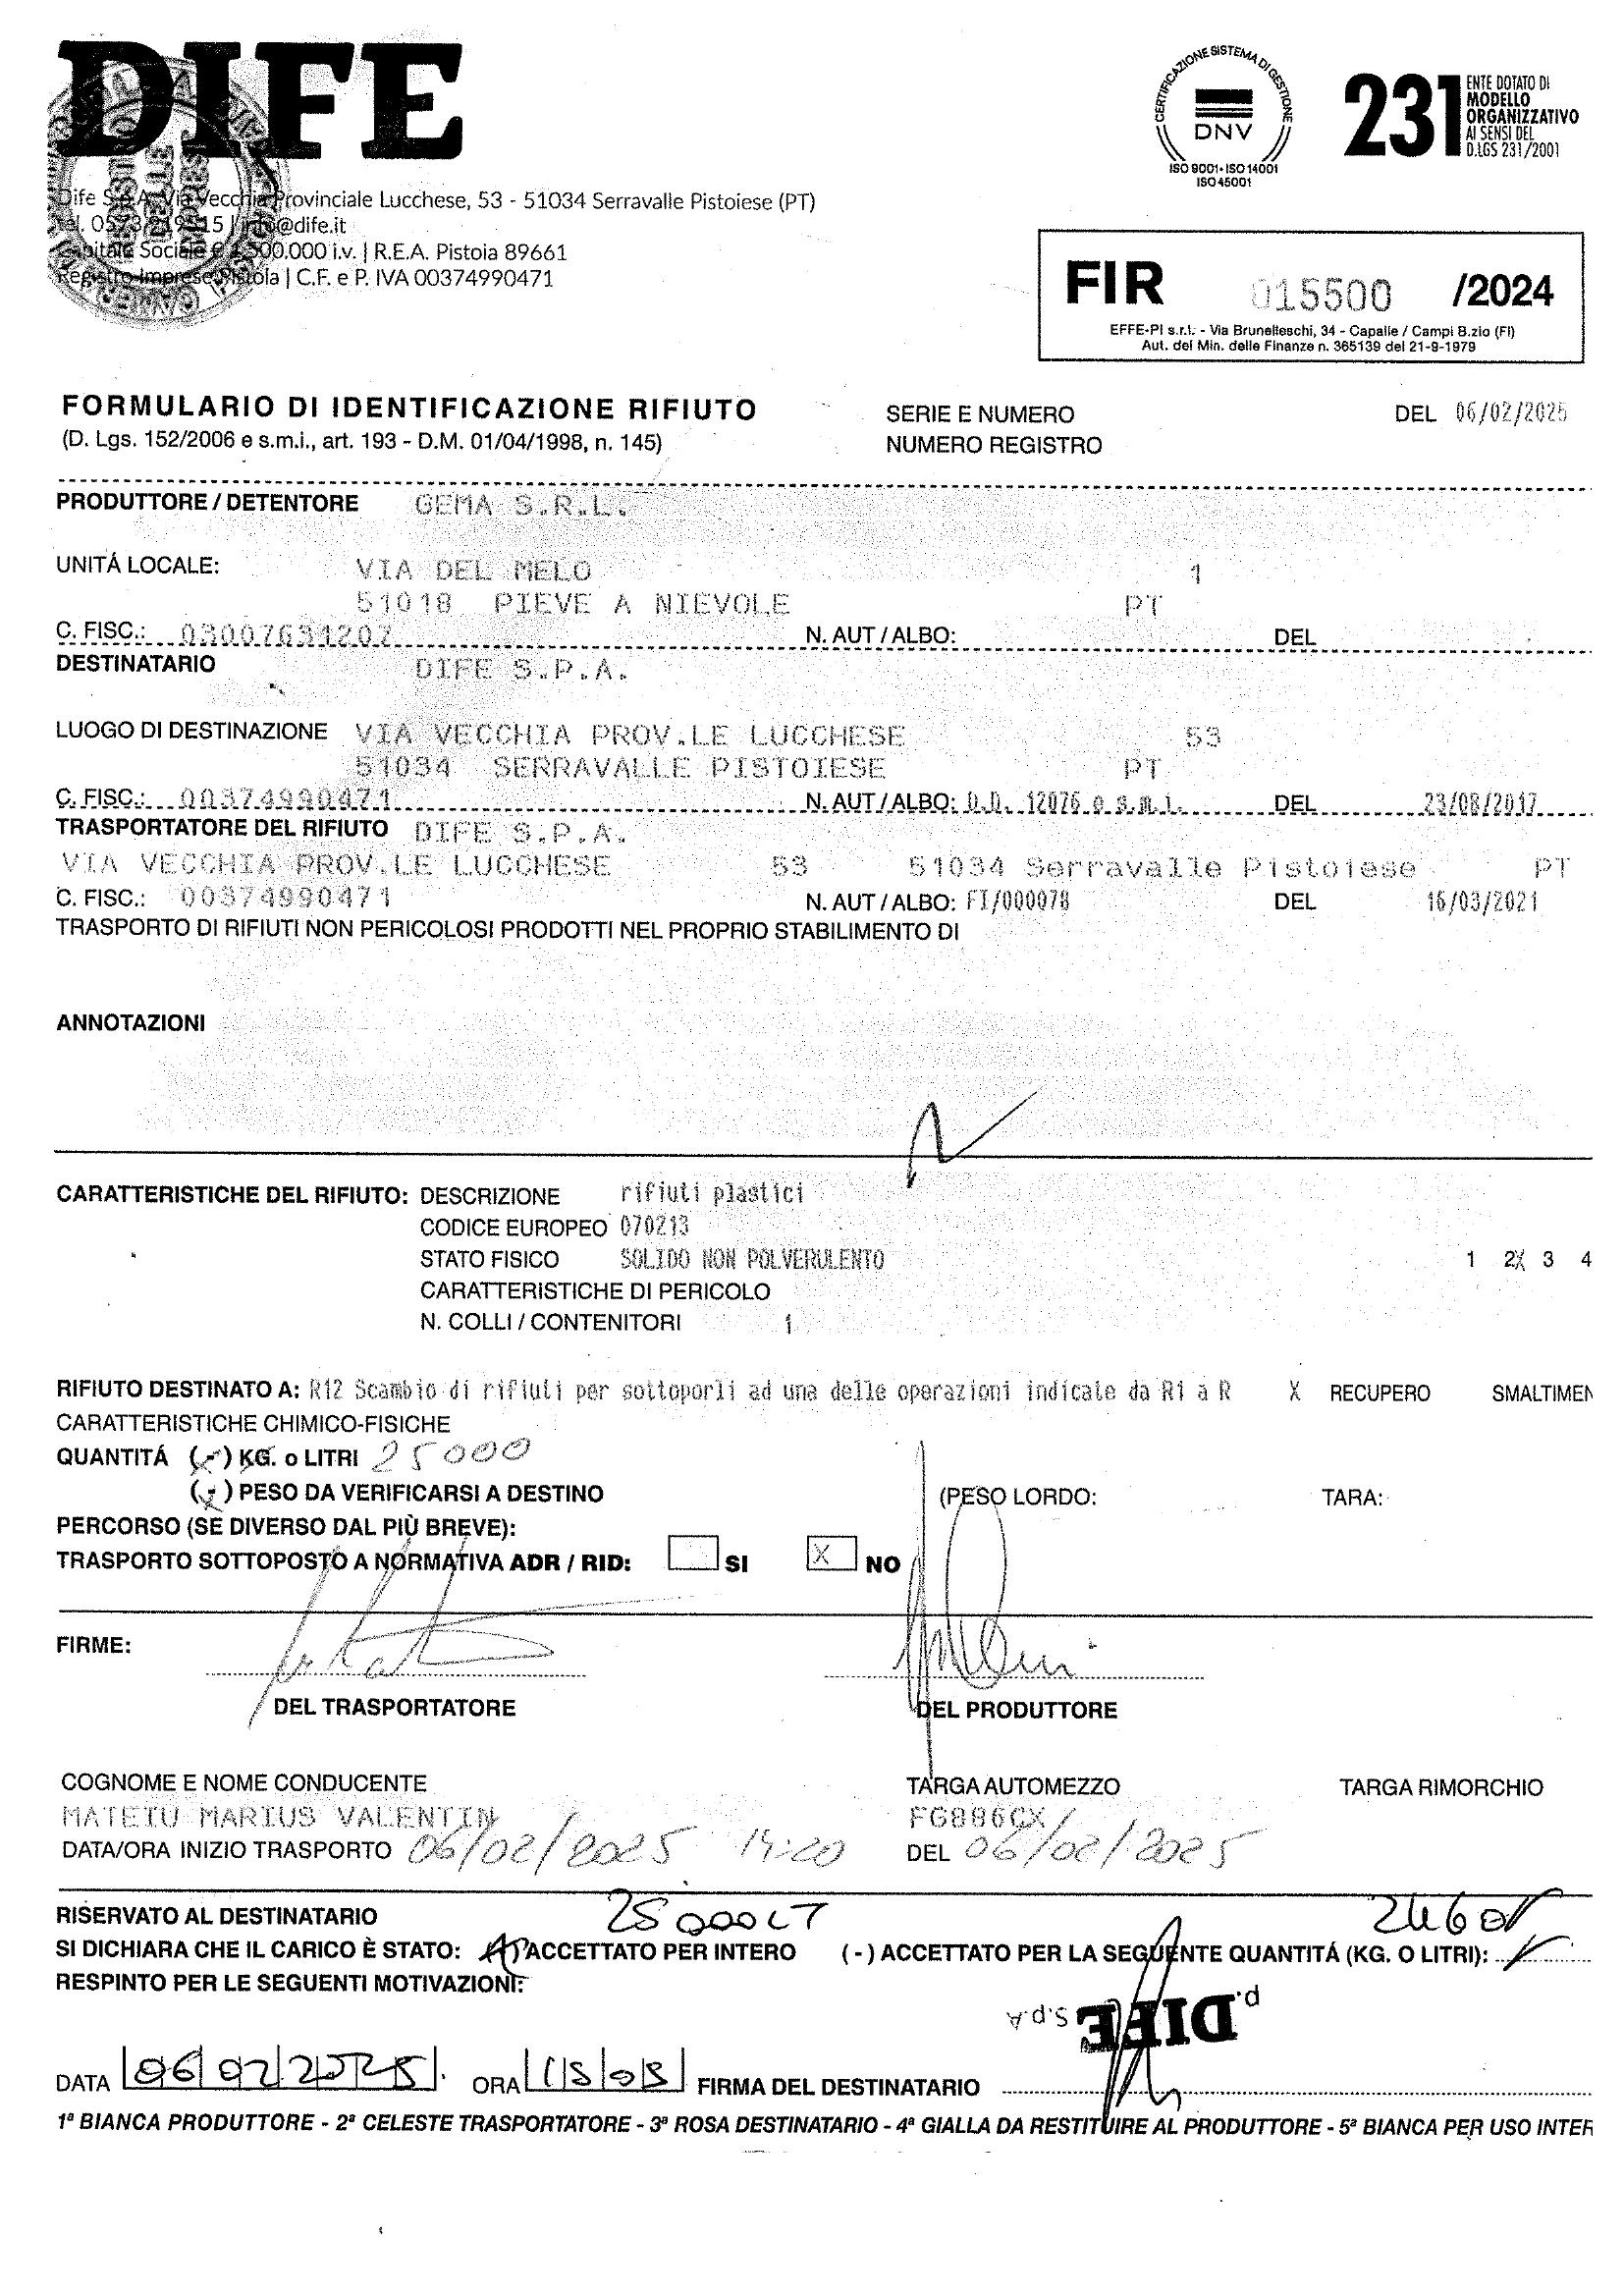 DIFE
Dife S.p.A. Via Vecchia Provinciale Lucchese, 53 - 51034 Serravalle Pistoiese (PT)
@dife.it
Capitale Sociale € 1.500.000 i.v. | R.E.A. Pistoia 89661
Registro Imprese Pistoia | C.F. e P. IVA 00374990471
CERTIFICAZIONE SISTEMA DI GESTIONE
DNV
ISO 9001 • ISO 14001
ISO 45001
231 ENTE DOTATO DI
MODELLO
ORGANIZZATIVO
AI SENSI DEL
D.LGS 231/2001
FIR 015500 /2024
EFFE-PI s.r.l. - Via Brunelleschi, 34 - Capalle / Campi B.zio (FI)
Aut. del Min. delle Finanze n. 365139 del 21-9-1979
FORMULARIO DI IDENTIFICAZIONE RIFIUTO
(D. Lgs. 152/2006 e s.m.i., art. 193 - D.M. 01/04/1998, n. 145)
SERIE E NUMERO DEL 06/02/2025
NUMERO REGISTRO
PRODUTTORE / DETENTORE GEMA S.R.L.
UNITÁ LOCALE: VIA DEL MELO 1
51018 PIEVE A NIEVOLE PT
C. FISC.: 03007631207 N. AUT / ALBO: DEL
DESTINATARIO DIFE S.P.A.
LUOGO DI DESTINAZIONE VIA VECCHIA PROV.LE LUCCHESE 53
51034 SERRAVALLE PISTOIESE PT
C. FISC.: 00374990471 N. AUT / ALBO: D.D. 12076 e s.m.i. DEL 23/08/2017
TRASPORTATORE DEL RIFIUTO DIFE S.P.A.
VIA VECCHIA PROV.LE LUCCHESE 53 51034 Serravalle Pistoiese PT
C. FISC.: 00374990471 N. AUT / ALBO: FI/000078 DEL 16/03/2021
TRASPORTO DI RIFIUTI NON PERICOLOSI PRODOTTI NEL PROPRIO STABILIMENTO DI
ANNOTAZIONI
CARATTERISTICHE DEL RIFIUTO: DESCRIZIONE rifiuti plastici
CODICE EUROPEO 070213
STATO FISICO SOLIDO NON POLVERULENTO 1 2X 3 4
CARATTERISTICHE DI PERICOLO
N. COLLI / CONTENITORI 1
RIFIUTO DESTINATO A: R12 Scambio di rifiuti per sottoporli ad una delle operazioni indicate da R1 a R X RECUPERO SMALTIMEN
CARATTERISTICHE CHIMICO-FISICHE
QUANTITÁ (-) KG. o LITRI 25000
(-) PESO DA VERIFICARSI A DESTINO (PESO LORDO: TARA:
PERCORSO (SE DIVERSO DAL PIÙ BREVE):
TRASPORTO SOTTOPOSTO A NORMATIVA ADR / RID: SI X NO
FIRME:
DEL TRASPORTATORE DEL PRODUTTORE
COGNOME E NOME CONDUCENTE TARGA AUTOMEZZO TARGA RIMORCHIO
MATEIU MARIUS VALENTIN FG886CX
DATA/ORA INIZIO TRASPORTO 06/02/2025 14:20 DEL 06/02/2025
RISERVATO AL DESTINATARIO 25000 LT
SI DICHIARA CHE IL CARICO È STATO: ACCETTATO PER INTERO (-) ACCETTATO PER LA SEGUENTE QUANTITÁ (KG. O LITRI):
RESPINTO PER LE SEGUENTI MOTIVAZIONI:
p. DIFE S.p.A
DATA 06/02/2025 ORA 15/05 FIRMA DEL DESTINATARIO
1ª BIANCA PRODUTTORE - 2ª CELESTE TRASPORTATORE - 3ª ROSA DESTINATARIO - 4ª GIALLA DA RESTITUIRE AL PRODUTTORE - 5ª BIANCA PER USO INTER